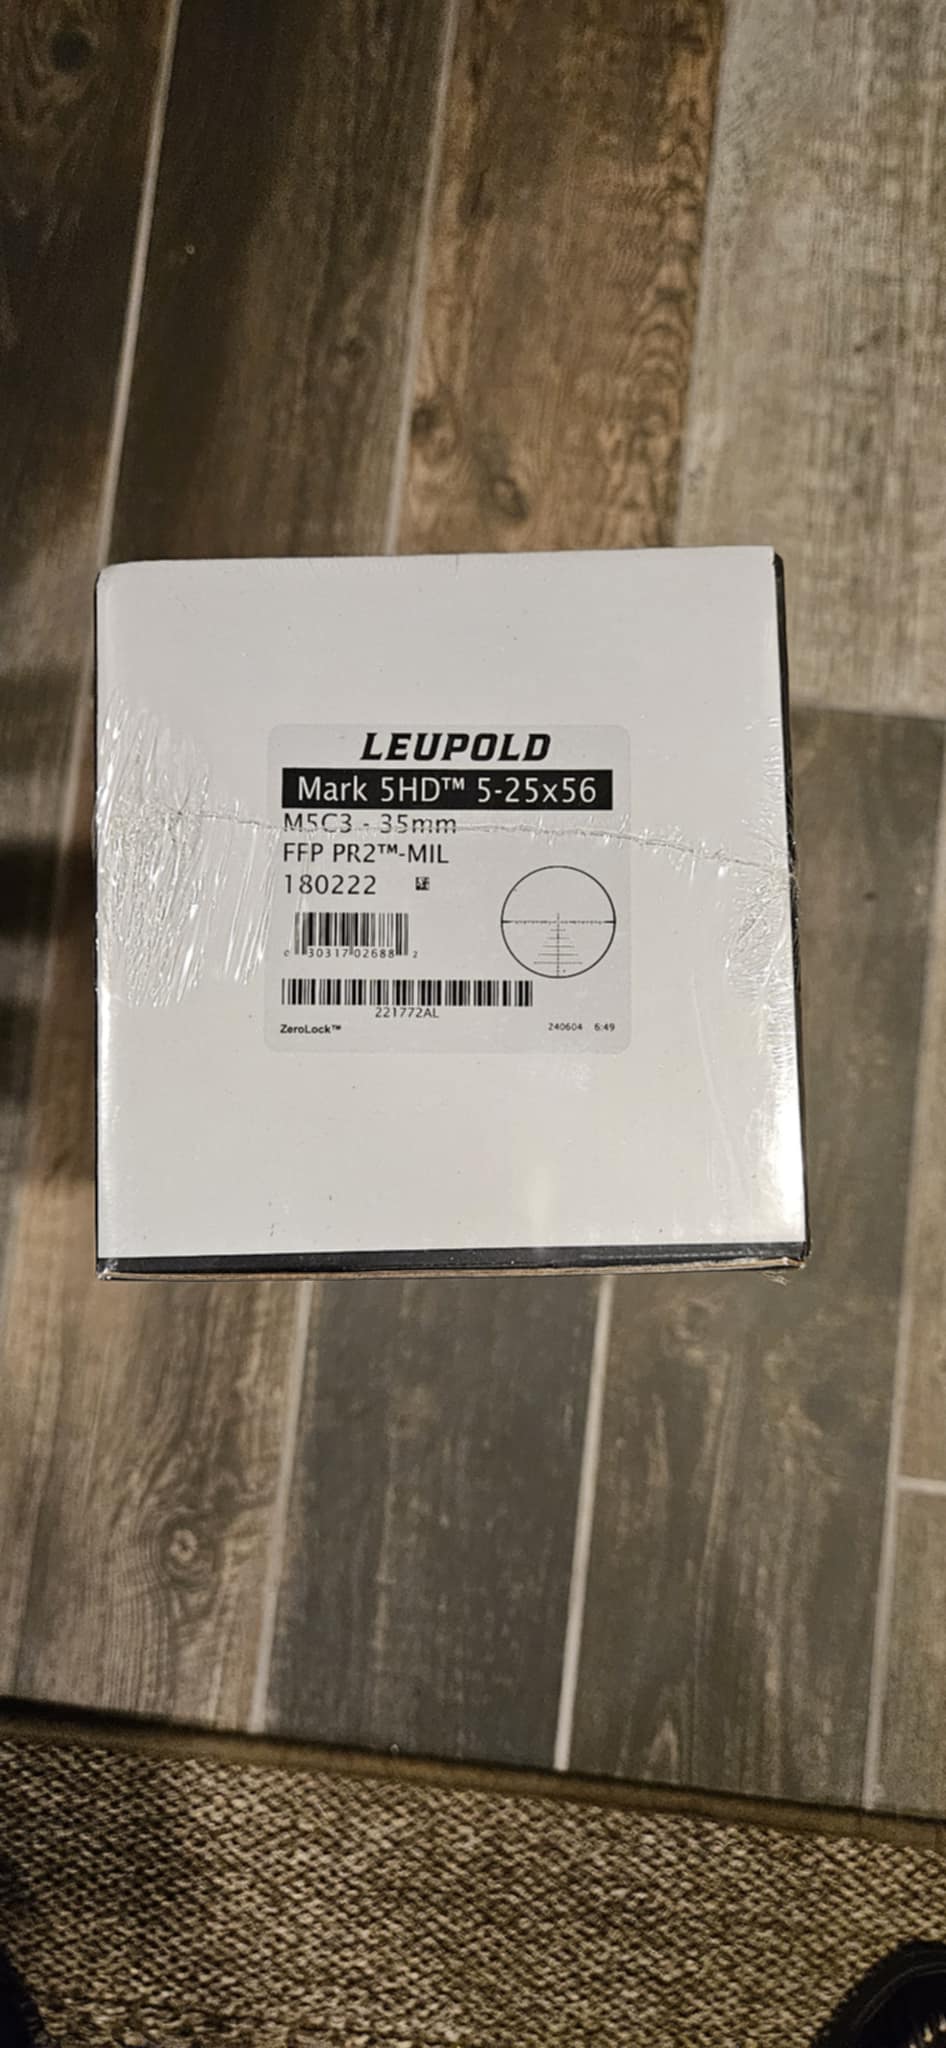 LEUPOLD
Mark 5HD™ 5-25x56
M5C3 - 35mm
FFP PR2™-MIL
180222
0 30317 02688 2
221772AL
ZeroLock™ 240604 6:49